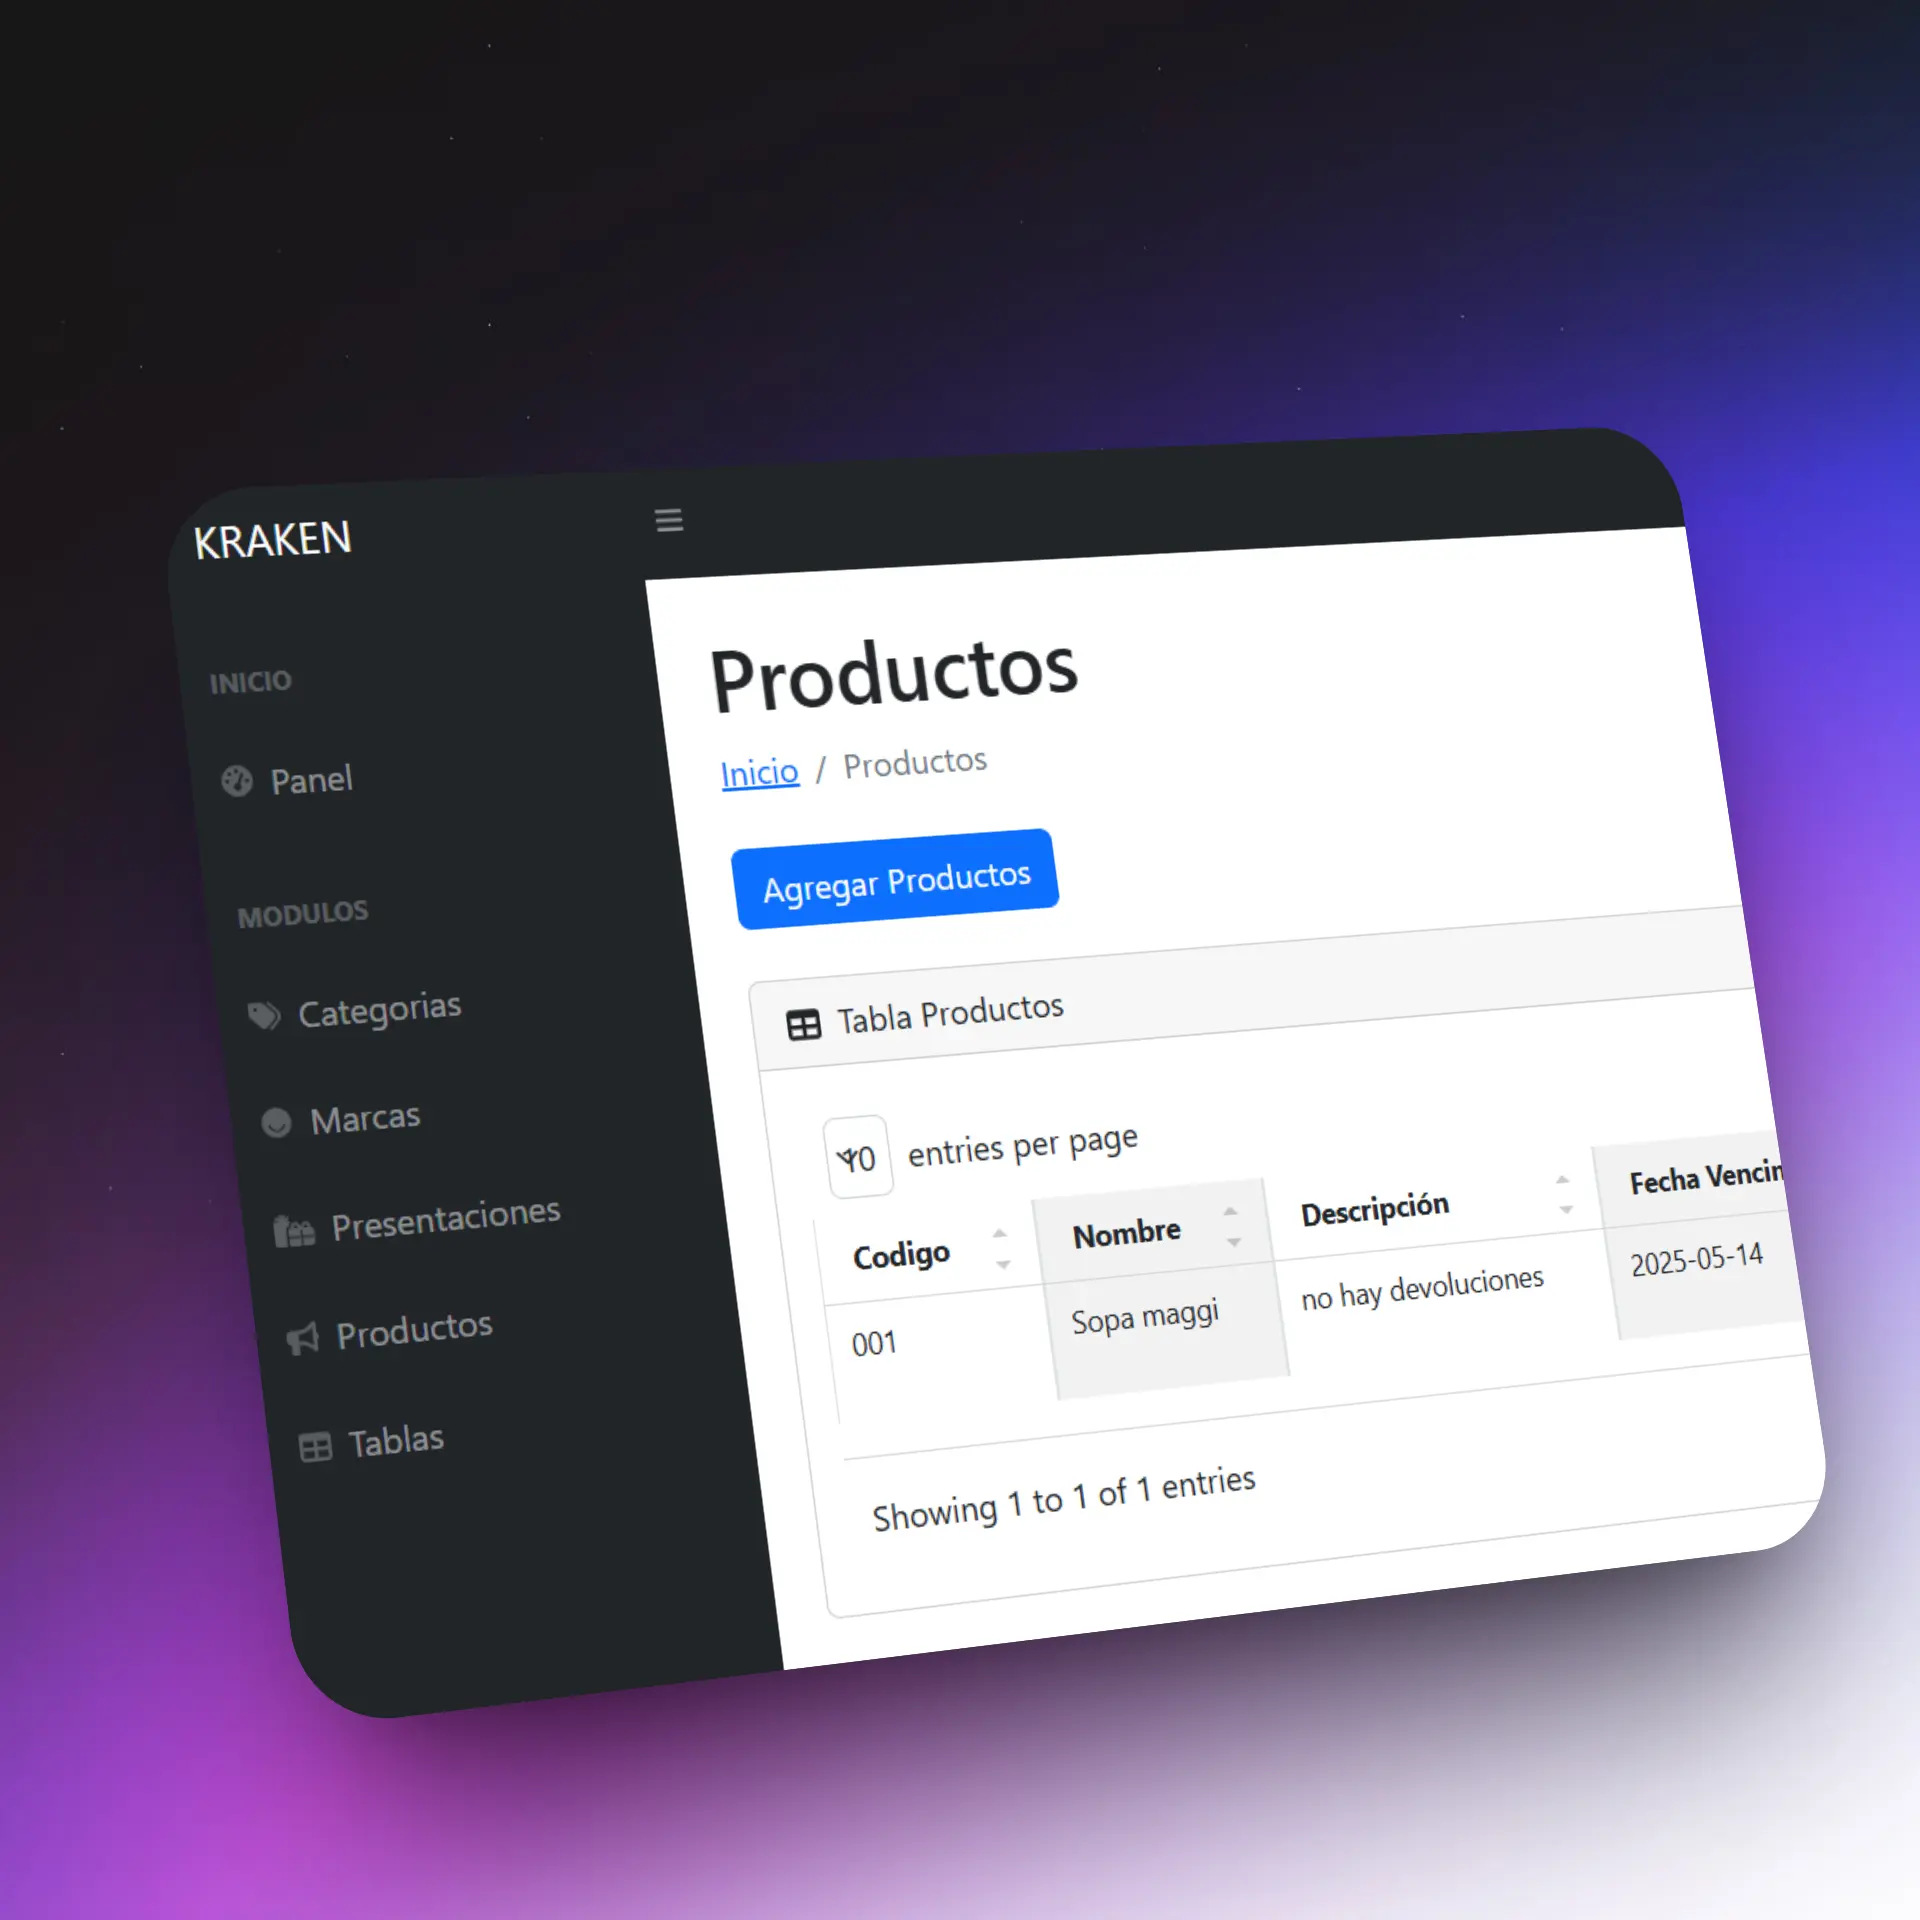 KRAKEN
INICIO
Panel
MODULOS
Categorias
Marcas
Presentaciones
Productos
Tablas
Productos
Inicio / Productos
Agregar Productos
Tabla Productos
10 entries per page
Codigo Nombre Descripción Fecha Vencin
001 Sopa maggi no hay devoluciones 2025-05-14
Showing 1 to 1 of 1 entries